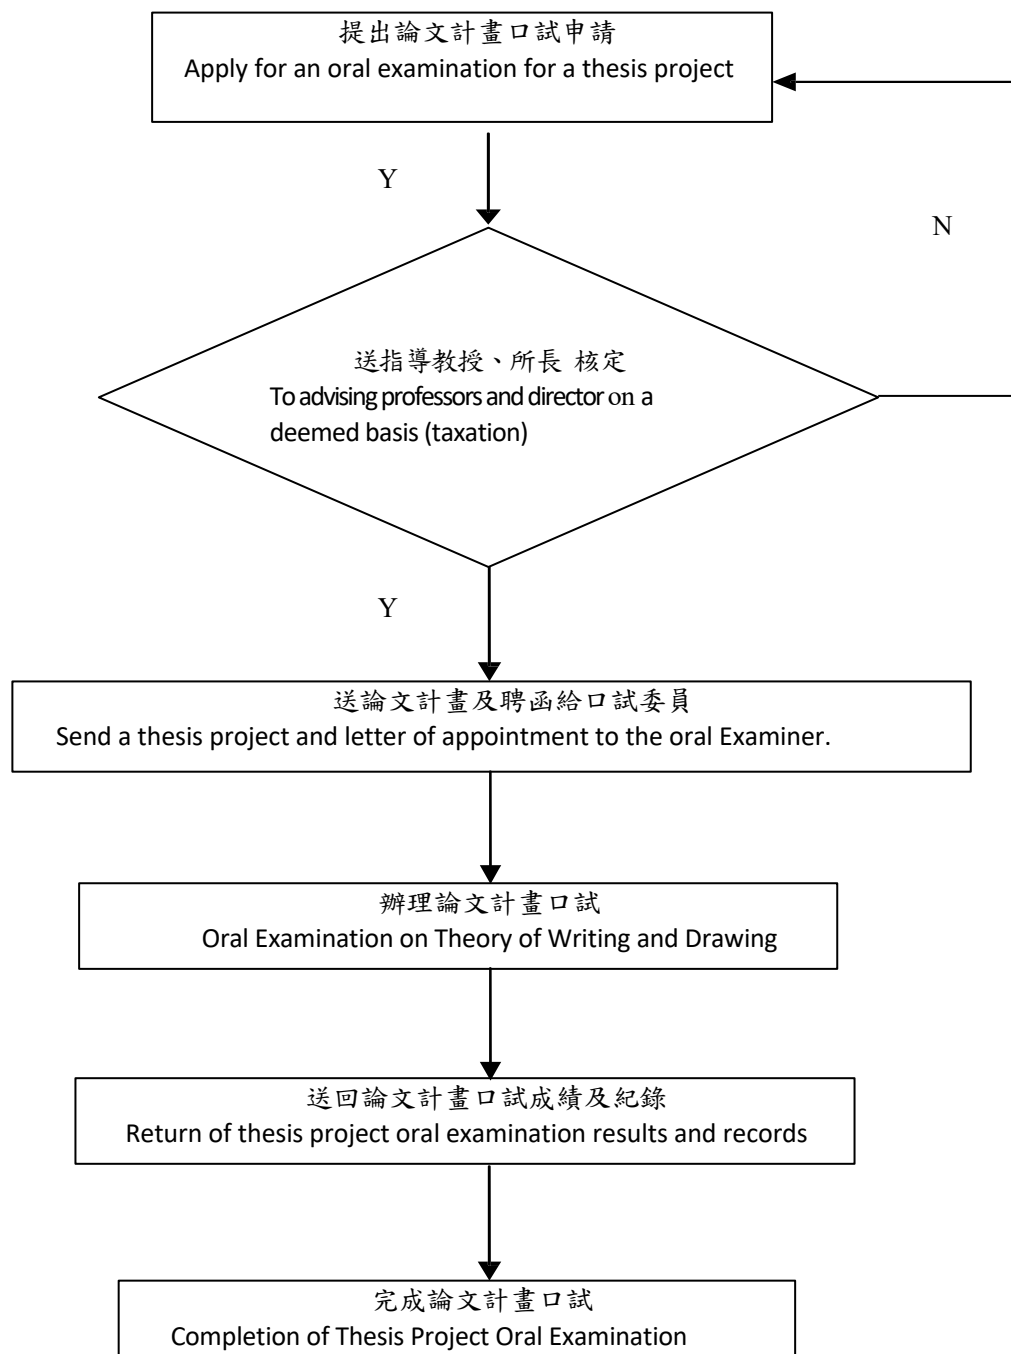 提出論文計畫口試申請
Apply for an oral examination for a thesis project
Y
N
送指導教授、所長 核定
To advising professors and director on a
deemed basis (taxation)
Y
送論文計畫及聘函給口試委員
Send a thesis project and letter of appointment to the oral Examiner.
辦理論文計畫口試
Oral Examination on Theory of Writing and Drawing
送回論文計畫口試成績及紀錄
Return of thesis project oral examination results and records
完成論文計畫口試
Completion of Thesis Project Oral Examination